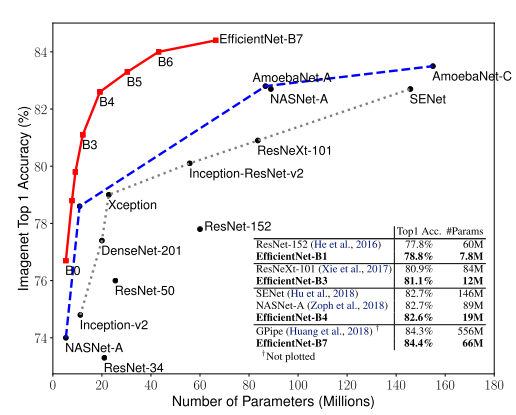 EfficientNet-B7
84
B6
AmoebaNet-A
B5
AmoebaNet-C
B4
NASNet-A
SENet
82
B3
ResNeXt-101
Inception-ResNet-v2
80
Xception
ResNet-152
78
DenseNet-201
B0
ResNet-50
76
Inception-v2
74
NASNet-A
ResNet-34
Imagenet Top 1 Accuracy (%)
Top1 Acc. #Params
ResNet-152 (He et al., 2016) 77.8% 60M
EfficientNet-B1 78.8% 7.8M
ResNeXt-101 (Xie et al., 2017) 80.9% 84M
EfficientNet-B3 81.1% 12M
SENet (Hu et al., 2018) 82.7% 146M
NASNet-A (Zoph et al., 2018) 82.7% 89M
EfficientNet-B4 82.6% 19M
GPipe (Huang et al., 2018) † 84.3% 556M
EfficientNet-B7 84.4% 66M
†Not plotted
0 20 40 60 80 100 120 140 160 180
Number of Parameters (Millions)